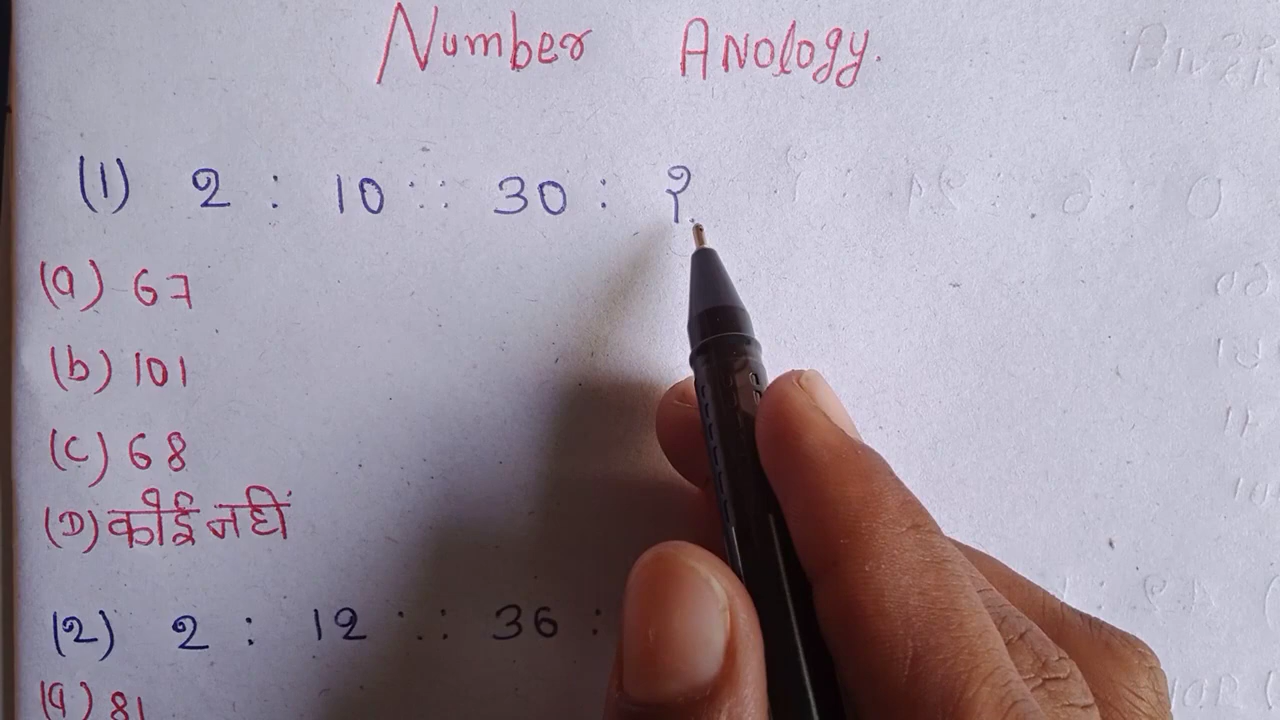 Number Anology.
(1) 2 : 10 :: 30 : ?
(a) 67
(b) 101
(c) 68
(D) कोई नहीं
(2) 2 : 12 :: 36 :
(a) 81